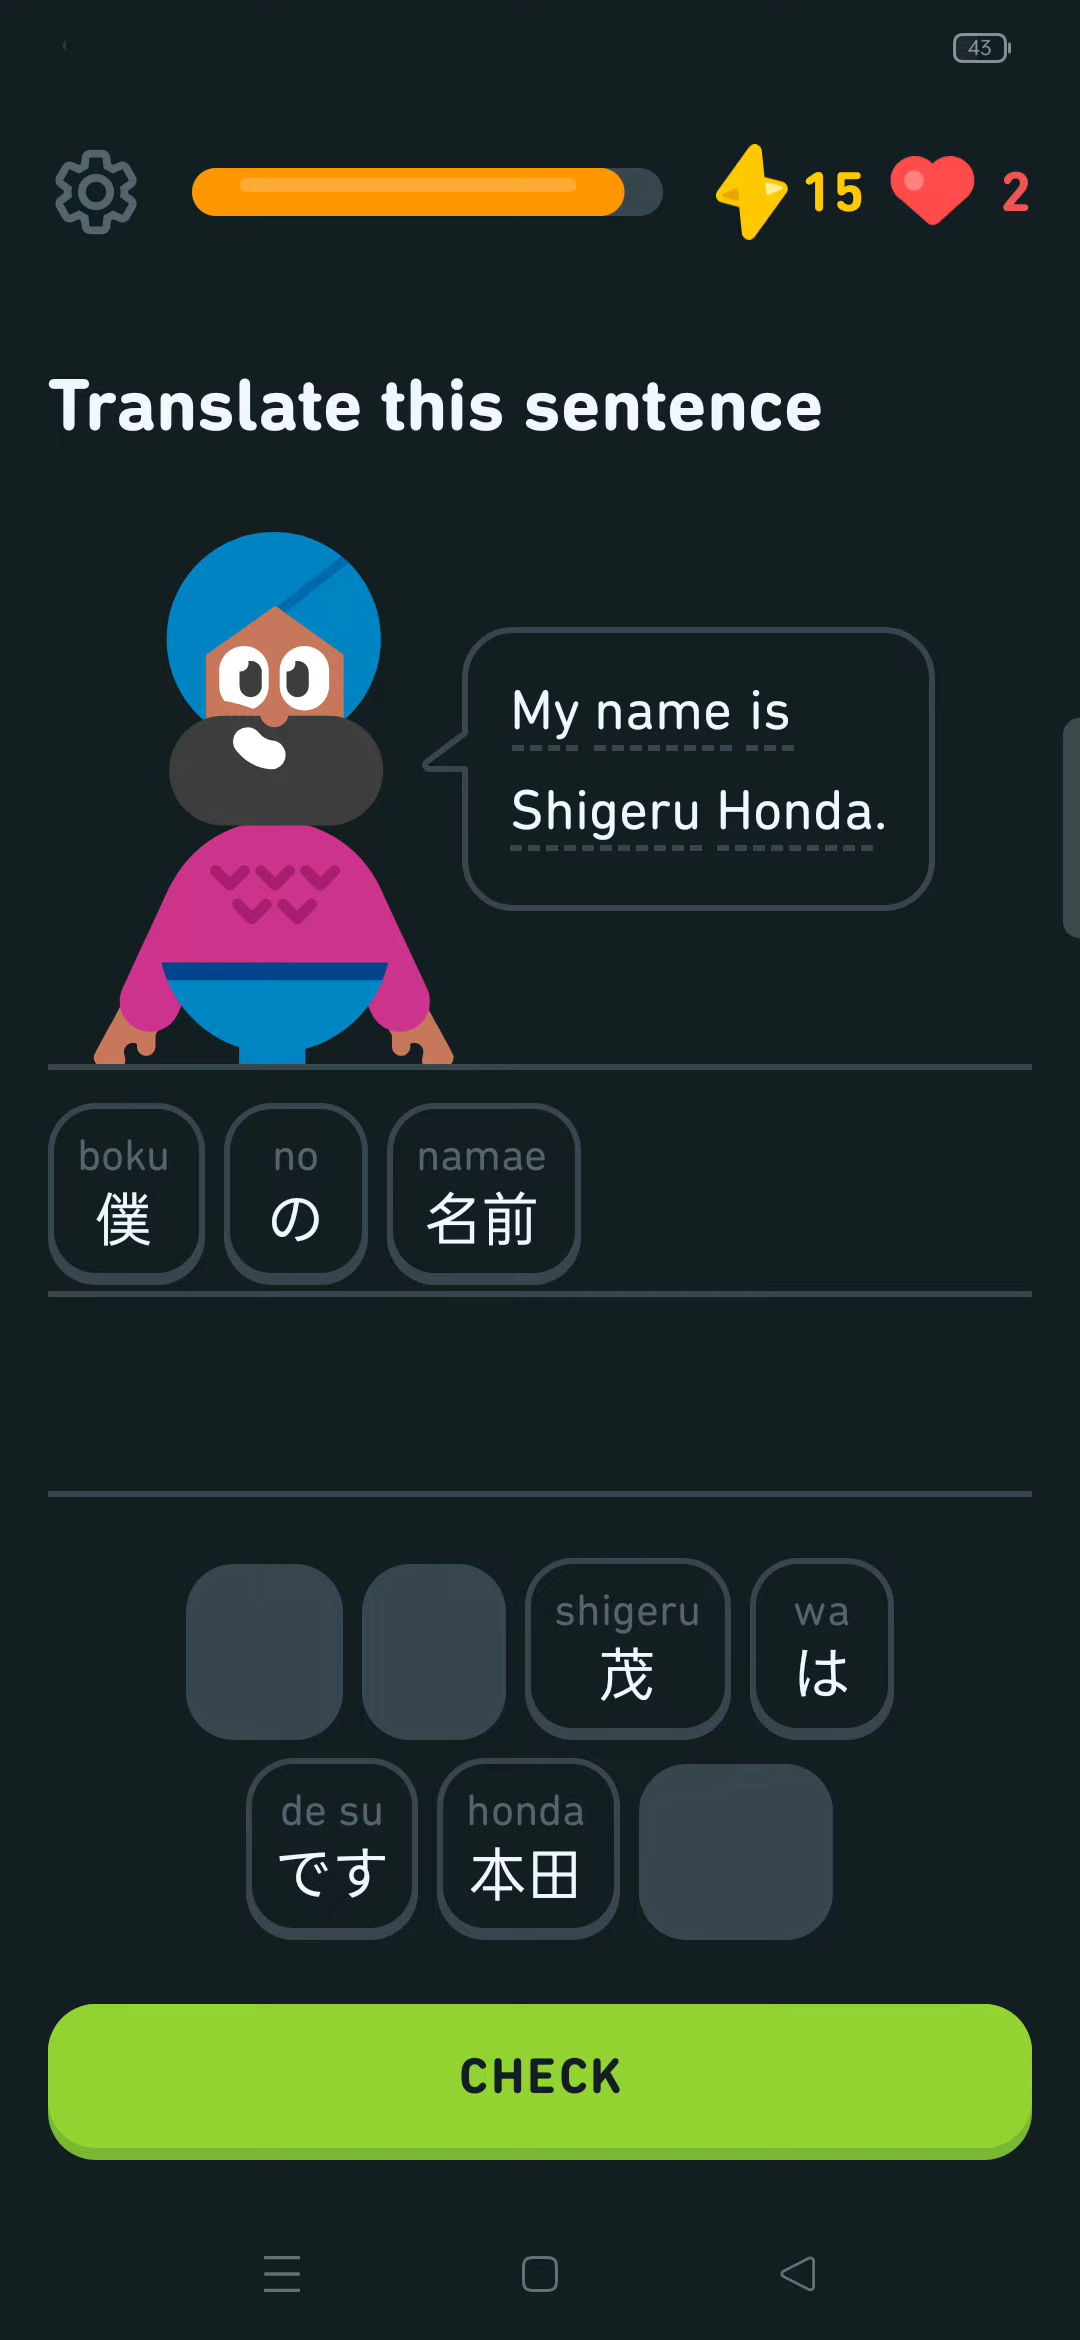 43
15 2
Translate this sentence
My name is
Shigeru Honda.
boku no namae
僕 の 名前
shigeru wa
茂 は
de su honda
です 本田
CHECK